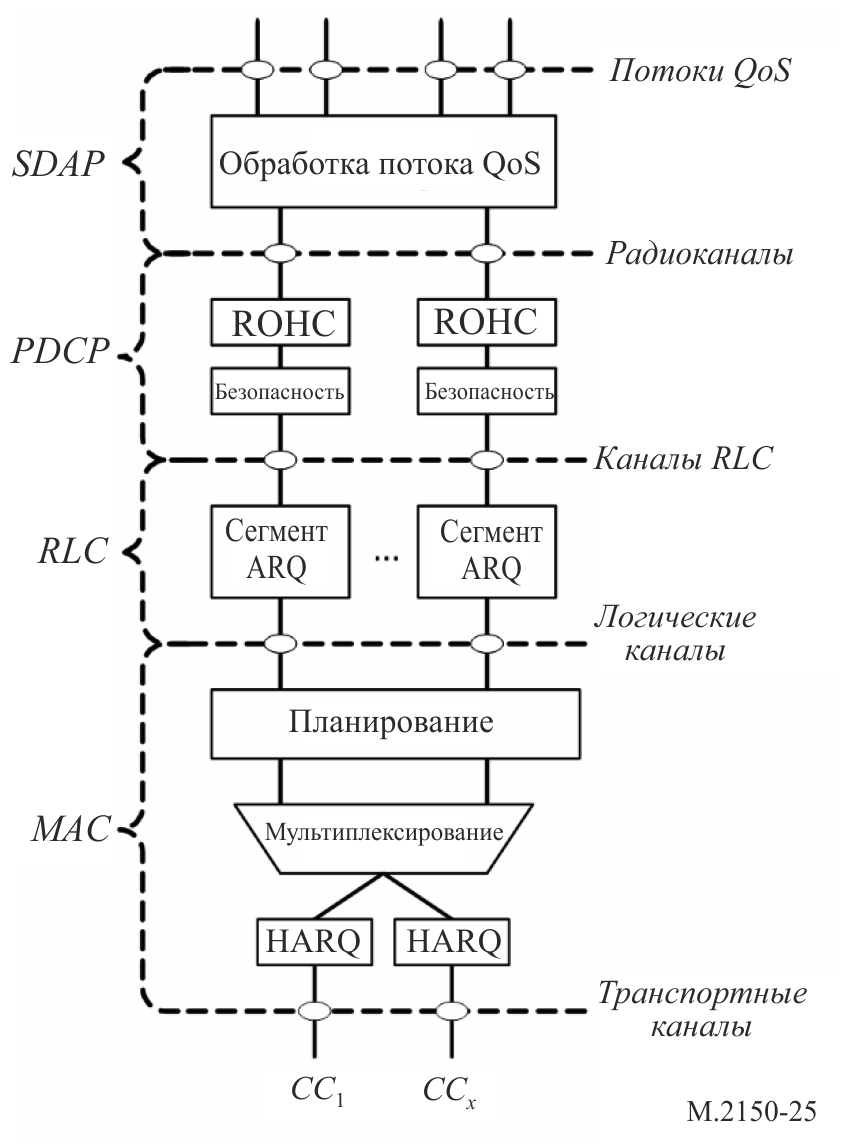 Потоки QoS
SDAP
Обработка потока QoS
Радиоканалы
PDCP
ROHC
ROHC
Безопасность
Безопасность
Каналы RLC
RLC
Сегмент
ARQ
...
Сегмент
ARQ
Логические
каналы
Планирование
MAC
Мультиплексирование
HARQ
HARQ
Транспортные
каналы
CC1
CCx
M.2150-25